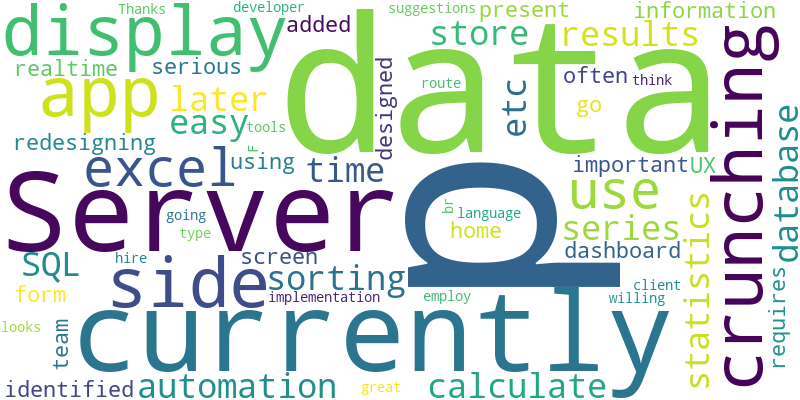 Thanks
developer
suggestions
present
information
display
added
store
results
realtime
serious
data
crunching
app
later
designed
route
often
think
etc
go
easy
tools
redesigning
F
database
excel
using
time
important
UX
Server
p
use
statistics
br
language
going
type
home
series
SQL
hire
screen
dashboard
side
sorting
requires
form
implementation
employ
client
willing
looks
currently
team
identified
automation
great
calculate